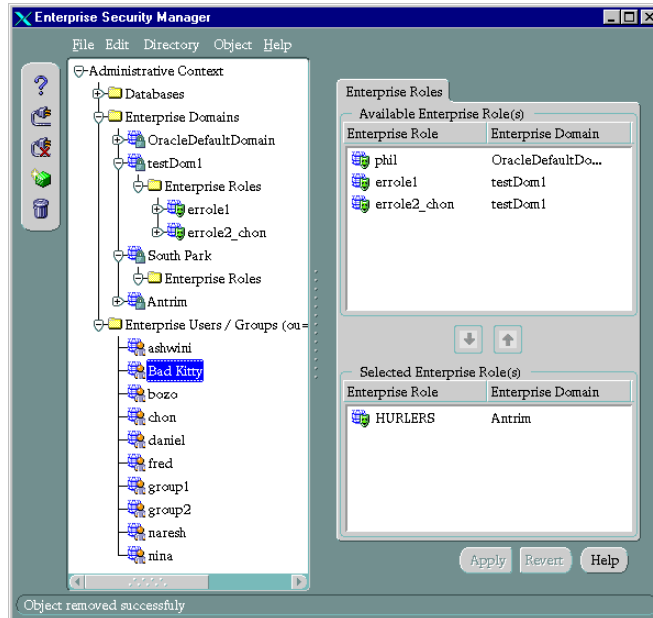 Enterprise Security Manager
File Edit Directory Object Help
Administrative Context
Databases
Enterprise Domains
OracleDefaultDomain
testDom1
Enterprise Roles
errole1
errole2_chon
South Park
Enterprise Roles
Antrim
Enterprise Users / Groups (ou=
ashwini
Bad Kitty
bozo
chon
daniel
fred
group1
group2
naresh
nina
Enterprise Roles
Available Enterprise Role(s)
Enterprise Role Enterprise Domain
phil OracleDefaultDo...
errole1 testDom1
errole2_chon testDom1
Selected Enterprise Role(s)
Enterprise Role Enterprise Domain
HURLERS Antrim
Apply Revert Help
Object removed successfuly